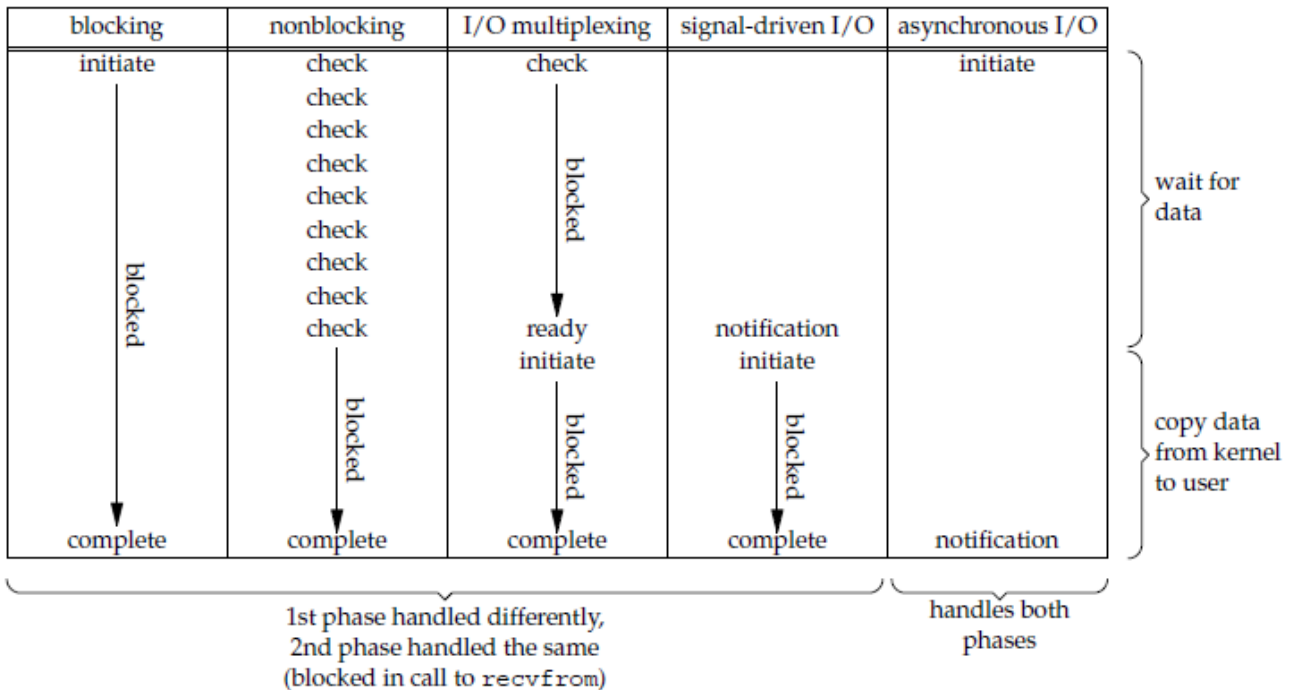 blocking nonblocking I/O multiplexing signal-driven I/O asynchronous I/O
initiate check check initiate
check
check
check
check
check
check
check
check ready notification
initiate initiate
blocked
blocked
blocked
blocked
blocked
complete complete complete complete notification
wait for
data
copy data
from kernel
to user
1st phase handled differently,
2nd phase handled the same
(blocked in call to recvfrom)
handles both
phases